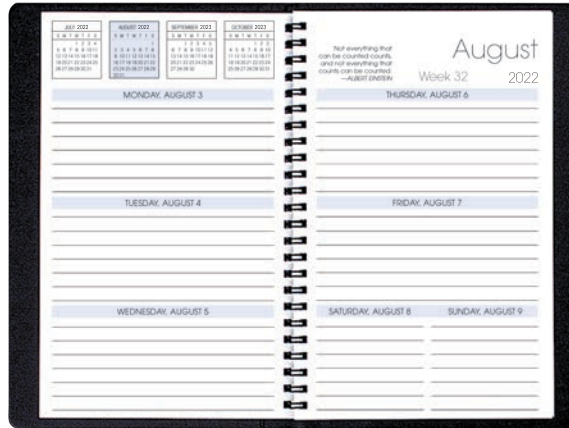 JULY 2022
S M T W T F S
AUGUST 2022
S M T W T F S
SEPTEMBER 2022
S M T W T F S
OCTOBER 2022
S M T W T F S
MONDAY, AUGUST 3
TUESDAY, AUGUST 4
WEDNESDAY, AUGUST 5
Not everything that
can be counted counts,
and not everything that
counts can be counted.
—ALBERT EINSTEIN
August
Week 32
2022
THURSDAY, AUGUST 6
FRIDAY, AUGUST 7
SATURDAY, AUGUST 8
SUNDAY, AUGUST 9